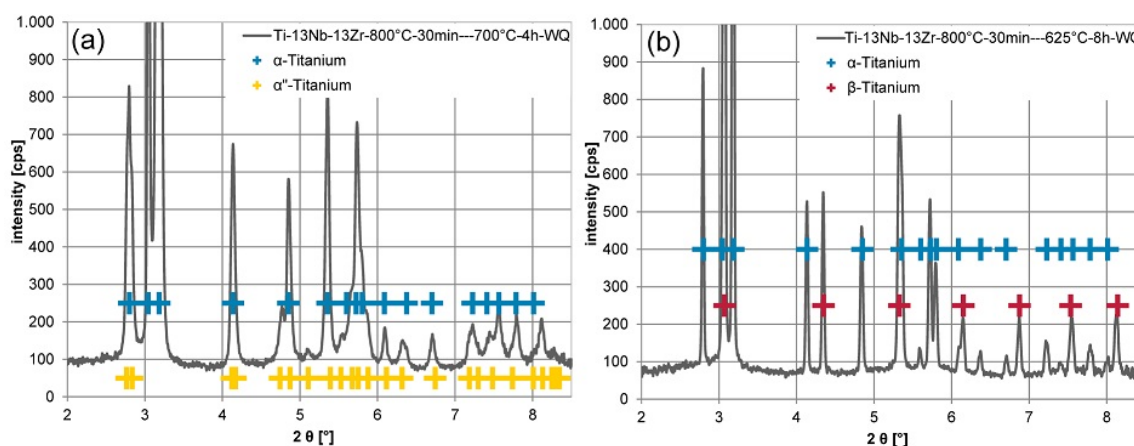 (a)
Ti-13Nb-13Zr-800°C-30min---700°C-4h-WQ
α-Titanium
α"-Titanium
intensity [cps]
1.000
900
800
700
600
500
400
300
200
100
0
2 3 4 5 6 7 8
2 θ [°]
(b)
Ti-13Nb-13Zr-800°C-30min---625°C-8h-WQ
α-Titanium
β-Titanium
intensity [cps]
1.000
900
800
700
600
500
400
300
200
100
0
2 3 4 5 6 7 8
2 θ [°]